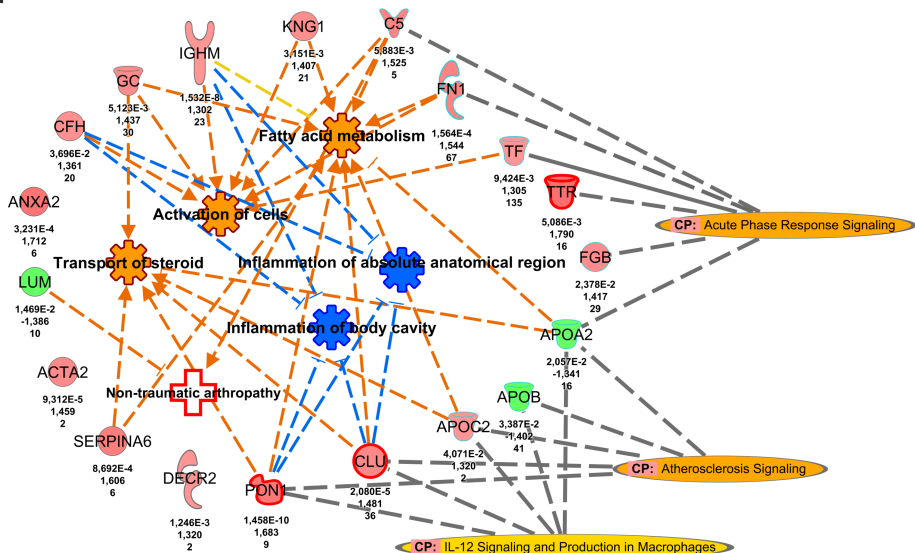 KNG1
3,151E-3
1,407
21
C5
5,883E-3
1,525
5
IGHM
1,532E-8
1,302
23
GC
5,123E-3
1,437
30
FN1
1,564E-4
1,544
67
CFH
3,696E-2
1,361
20
Fatty acid metabolism
TF
9,424E-3
1,305
135
TTR
5,086E-3
1,790
16
ANXA2
3,231E-4
1,712
6
Activation of cells
CP: Acute Phase Response Signaling
Transport of steroid
Inflammation of absolute anatomical region
FGB
2,378E-2
1,417
29
LUM
1,469E-2
-1,386
10
Inflammation of body cavity
APOA2
2,057E-2
-1,341
16
ACTA2
9,312E-5
1,459
2
Non-traumatic arthropathy
APOB
3,387E-2
-1,402
41
SERPINA6
8,692E-4
1,606
6
APOC2
4,071E-2
1,320
2
CLU
2,080E-5
1,481
36
CP: Atherosclerosis Signaling
DECR2
1,246E-3
1,320
2
PON1
1,458E-10
1,683
9
CP: IL-12 Signaling and Production in Macrophages